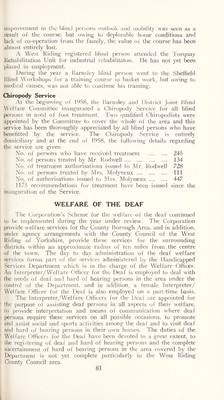 improvement in the blind persons outlook and mobility was seen as a
result of the course, but owing to deplorable home conditions and
lack of co-operation from the family, the value of the course has been
almost entirely lost.
A West Riding registered blind person attended the Torquay
Rehabilitation Unit for industrial rehabilitation. He has not yet been
placed in employment.
During the year a Barnsley blind person went to the Sheffield
Blind Workshops for a training course in basket work, but owing to
medical causes, was not able to continue his training.
Chiropody Service
At the beginning of 1958, the Barnsley and District Joint Blind
Welfare Committee inaugurated a Chiropody Service for all blind
persons in need of foot treatment. Two qualified Chiropodists were
appointed by the Committee to cover the whole of the area and this
service has been thoroughly appreciated by all blind persons who have
benefited by the service. The Chiropody Service is entirely
domiciliary and at the end of 1958, the following details regarding
the service are given
No. of persons who have received treatments ... 245
No. of persons treated by Mr. Rodwell ... 134
No. of treatment authorisations issued to Mr. Rodwell 728
No. of persons treated by Mrs. Molyneux ... 111
No. of authorisations issued to Mrs. Molyneux ... 447
1175 recommendations for treatment have been issued since the
inauguration of the Service.
WELFARE OF THE DEAF
The Corporation's Scheme for the welfare of the deaf continued
to be implemented during the year under review. The Corporation
provide welfare services for the County Borough Area, and in addition,
under agency arrangements with the County Council of the West
Riding of Yorkshire, provide these services for the surrounding
districts within an approximate radius of ten miles from the centre
of the town. The day to day administration of the deaf welfare
services forms part of the services administered by the Handicapped
Services Department which is in the charge of the Welfare Officer.
An Interpreter/Welfare Officer for the Deaf is employed to deal with
the needs of deaf and hard of hearing persons in the area under the
control of the Department, and in addition, a female Interpreter/
Welfare Officer for the Deaf is also employed on a part-time basis.
The Interpreter/Welfare Officers for the Deaf are appointed for
the purpose of assisting deaf persons in all aspects of their welfare,
to provide interpretation and means of communication where deaf
persons require these services on all possible occasions, to promote
and assist social and sports activities among the deaf and to visit deaf
and hard of hearing persons in their own homes. The duties of the
Welfare Officers for the Deaf have been devoted to a great extent, to
the registering of deaf and hard of hearing persons and the complete
ascertainment of hard of hearing persons in the area covered by the
Department is not yet complete particularly in the West Riding
County Council area.
81